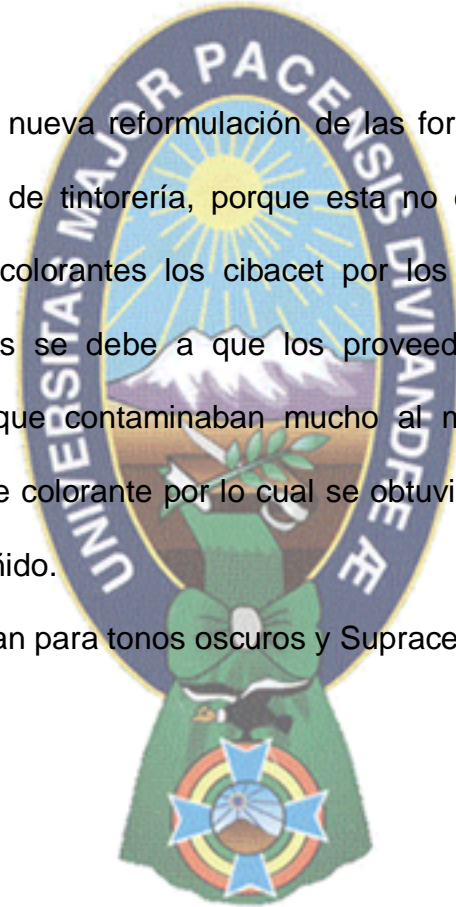 UNIVERSITAS MAJOR PACENSIS DIVI ANDRE Æ
nueva reformulación de las for
de tintorería, porque esta no
colorantes los cibacet por los
s se debe a que los proveed
que contaminaban mucho al m
e colorante por lo cual se obtuvi
ñido.
an para tonos oscuros y Suprace